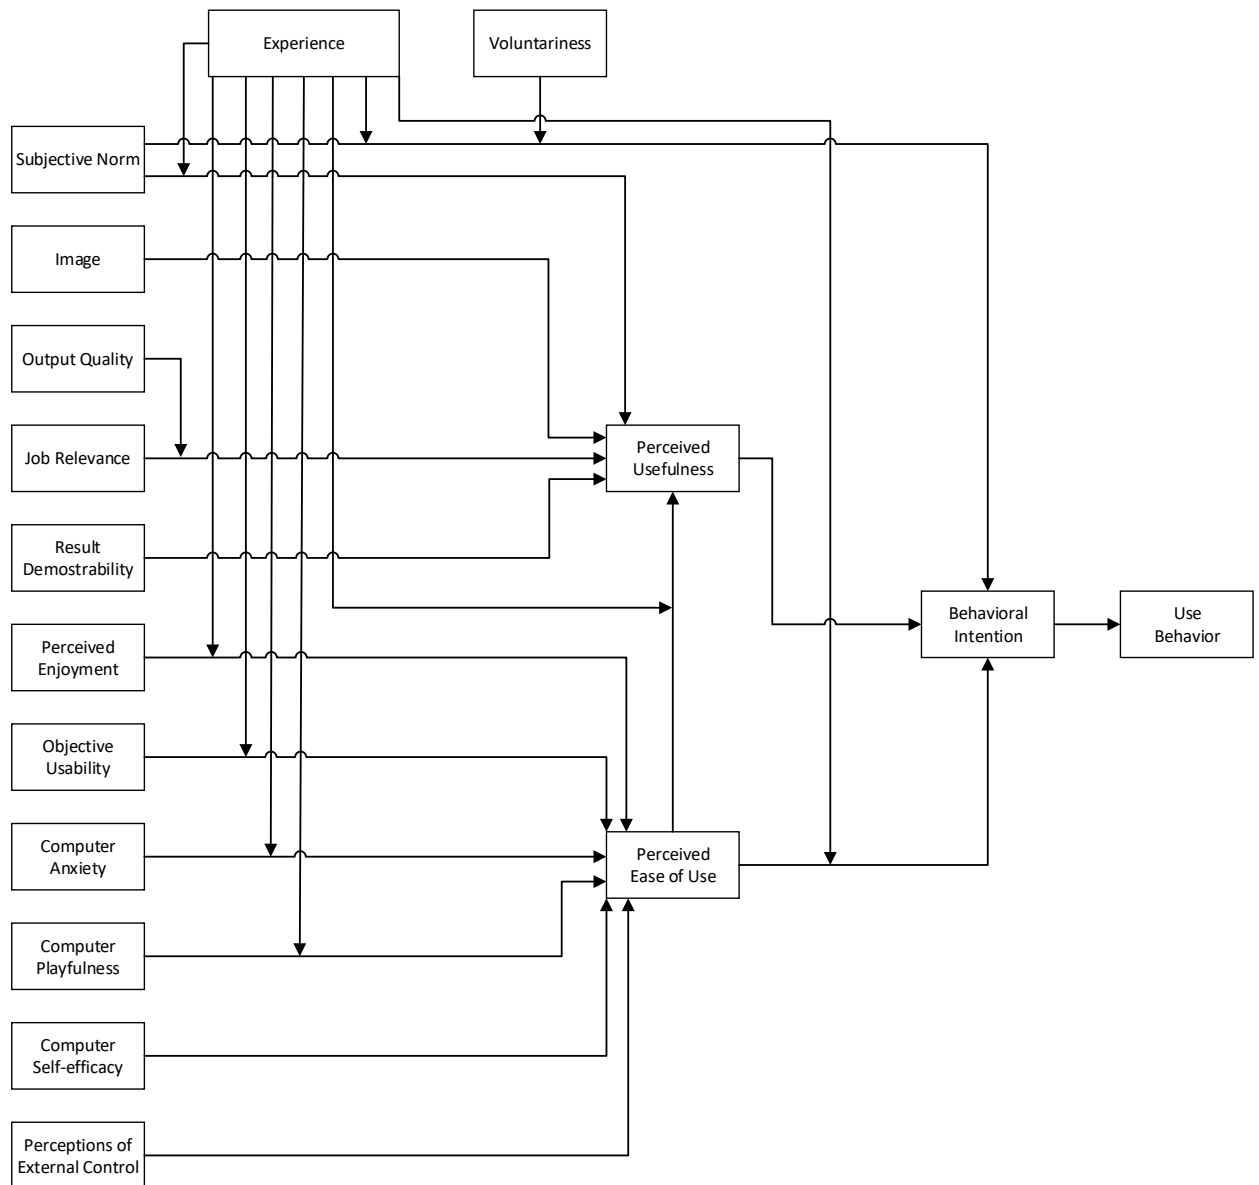 Experience
Voluntariness
Subjective Norm
Image
Output Quality
Job Relevance
Perceived
Usefulness
Result
Demostrability
Behavioral
Intention
Use
Behavior
Perceived
Enjoyment
Objective
Usability
Computer
Anxiety
Perceived
Ease of Use
Computer
Playfulness
Computer
Self-efficacy
Perceptions of
External Control